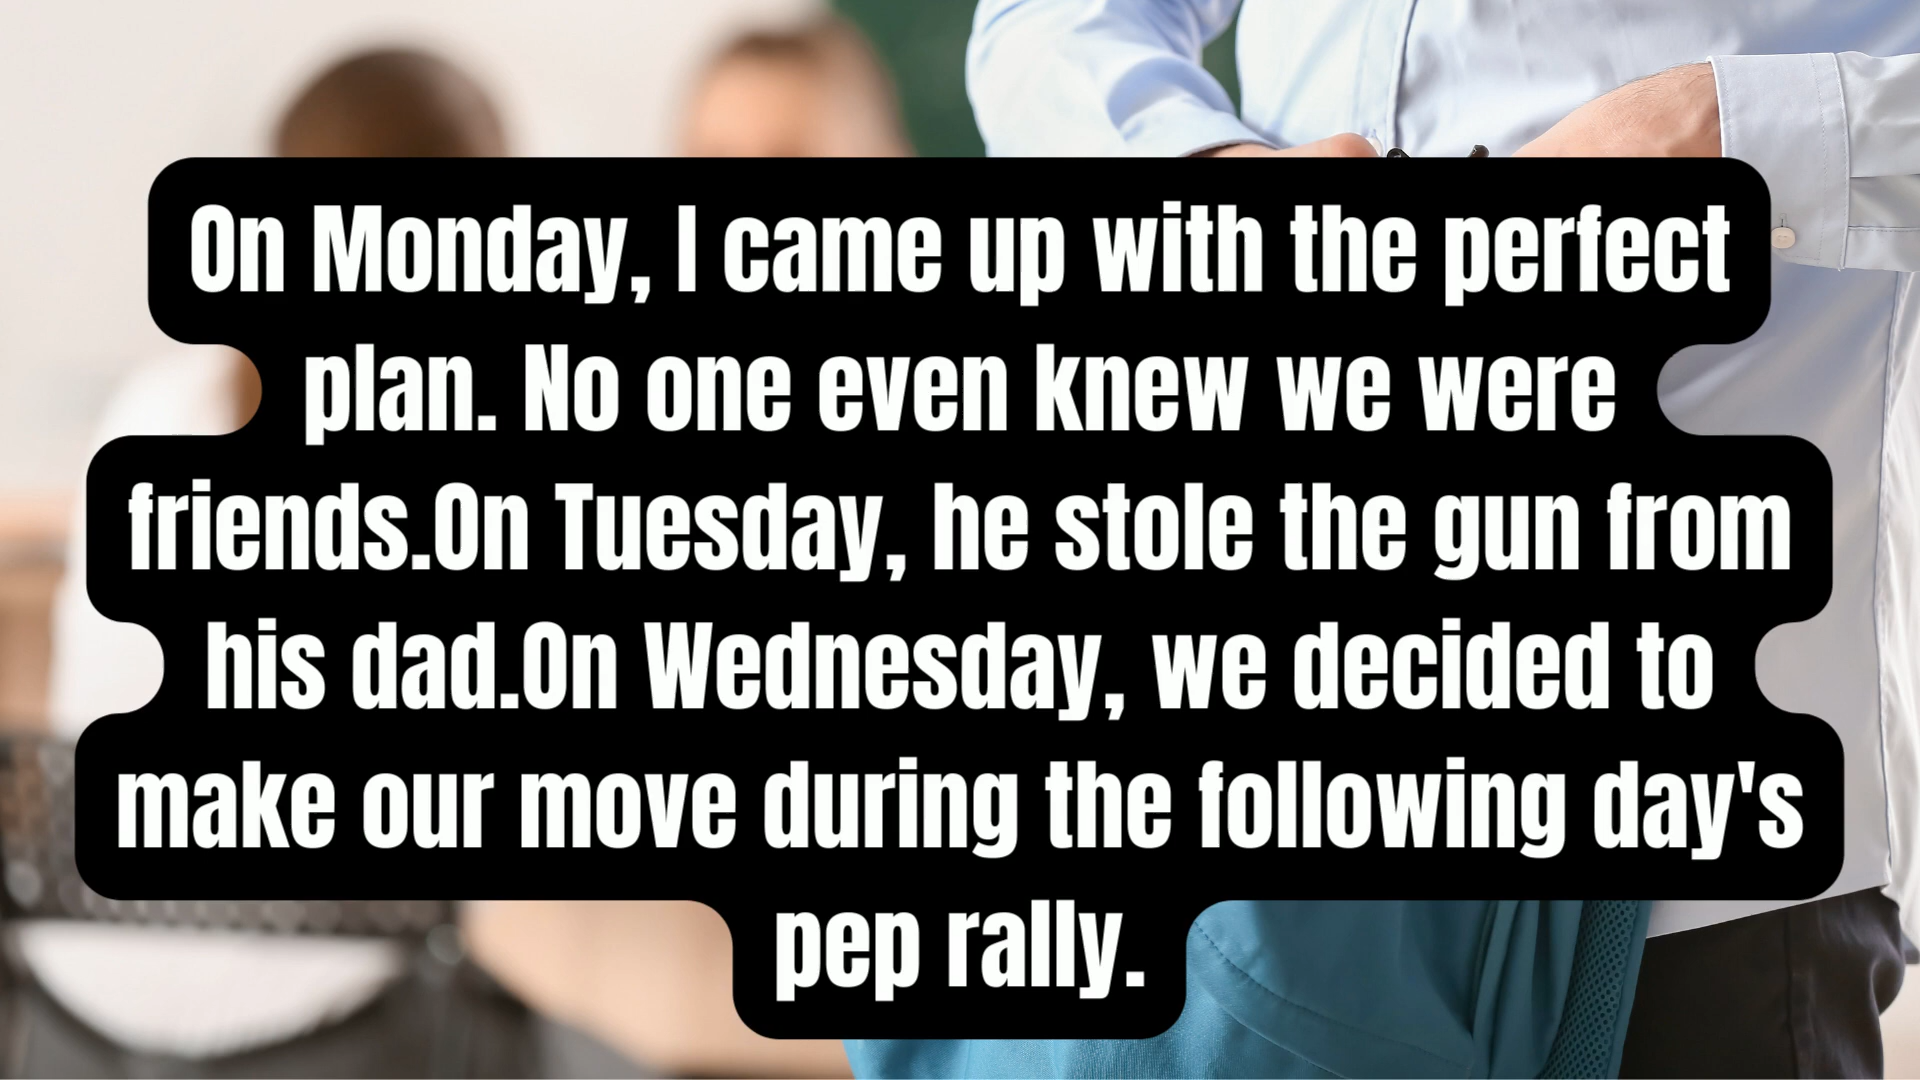 On Monday, I came up with the perfect
plan. No one even knew we were
friends.On Tuesday, he stole the gun from
his dad.On Wednesday, we decided to
make our move during the following day's
pep rally.